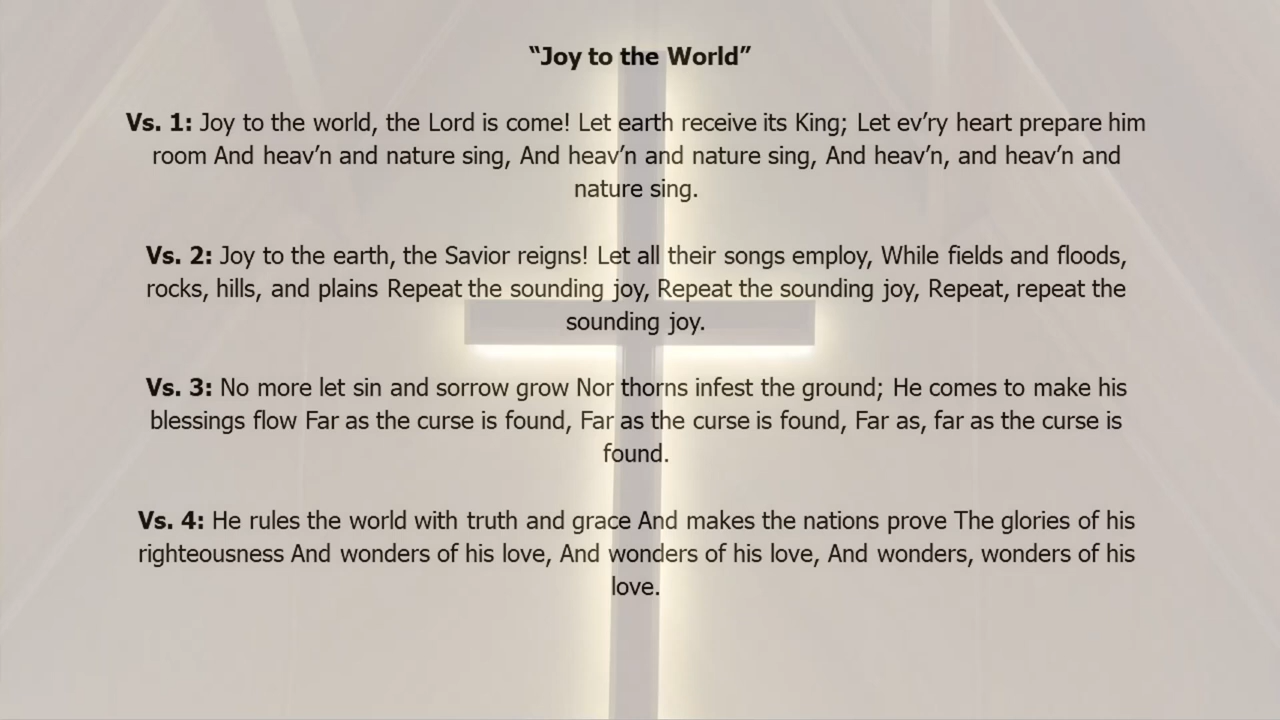 “Joy to the World”
Vs. 1: Joy to the world, the Lord is come! Let earth receive its King; Let ev’ry heart prepare him
room And heav’n and nature sing, And heav’n and nature sing, And heav’n, and heav’n and
nature sing.
Vs. 2: Joy to the earth, the Savior reigns! Let all their songs employ, While fields and floods,
rocks, hills, and plains Repeat the sounding joy, Repeat the sounding joy, Repeat, repeat the
sounding joy.
Vs. 3: No more let sin and sorrow grow Nor thorns infest the ground; He comes to make his
blessings flow Far as the curse is found, Far as the curse is found, Far as, far as the curse is
found.
Vs. 4: He rules the world with truth and grace And makes the nations prove The glories of his
righteousness And wonders of his love, And wonders of his love, And wonders, wonders of his
love.